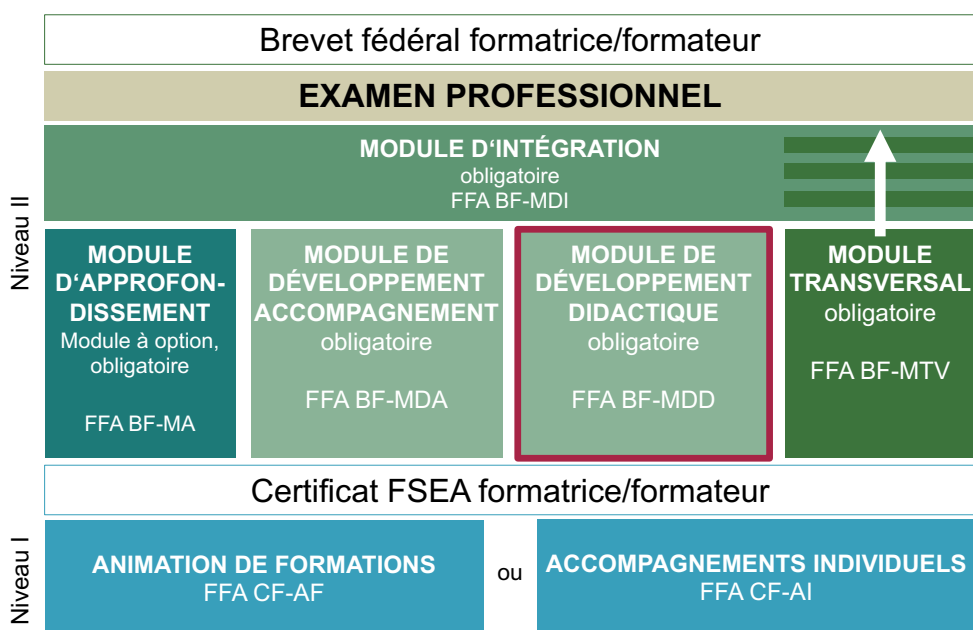 Brevet fédéral formatrice/formateur
EXAMEN PROFESSIONNEL
MODULE D‘INTÉGRATION
obligatoire
FFA BF-MDI
Niveau II
MODULE
D‘APPROFON-
DISSEMENT
Module à option,
obligatoire
FFA BF-MA
MODULE DE
DÉVELOPPEMENT
ACCOMPAGNEMENT
obligatoire
FFA BF-MDA
MODULE DE
DÉVELOPPEMENT
DIDACTIQUE
obligatoire
FFA BF-MDD
MODULE
TRANSVERSAL
obligatoire
FFA BF-MTV
Certificat FSEA formatrice/formateur
Niveau I
ANIMATION DE FORMATIONS
FFA CF-AF
ou
ACCOMPAGNEMENTS INDIVIDUELS
FFA CF-AI